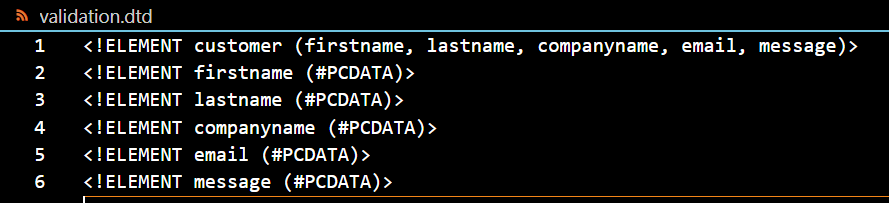 validation.dtd
1 <!ELEMENT customer (firstname, lastname, companyname, email, message)>
2 <!ELEMENT firstname (#PCDATA)>
3 <!ELEMENT lastname (#PCDATA)>
4 <!ELEMENT companyname (#PCDATA)>
5 <!ELEMENT email (#PCDATA)>
6 <!ELEMENT message (#PCDATA)>